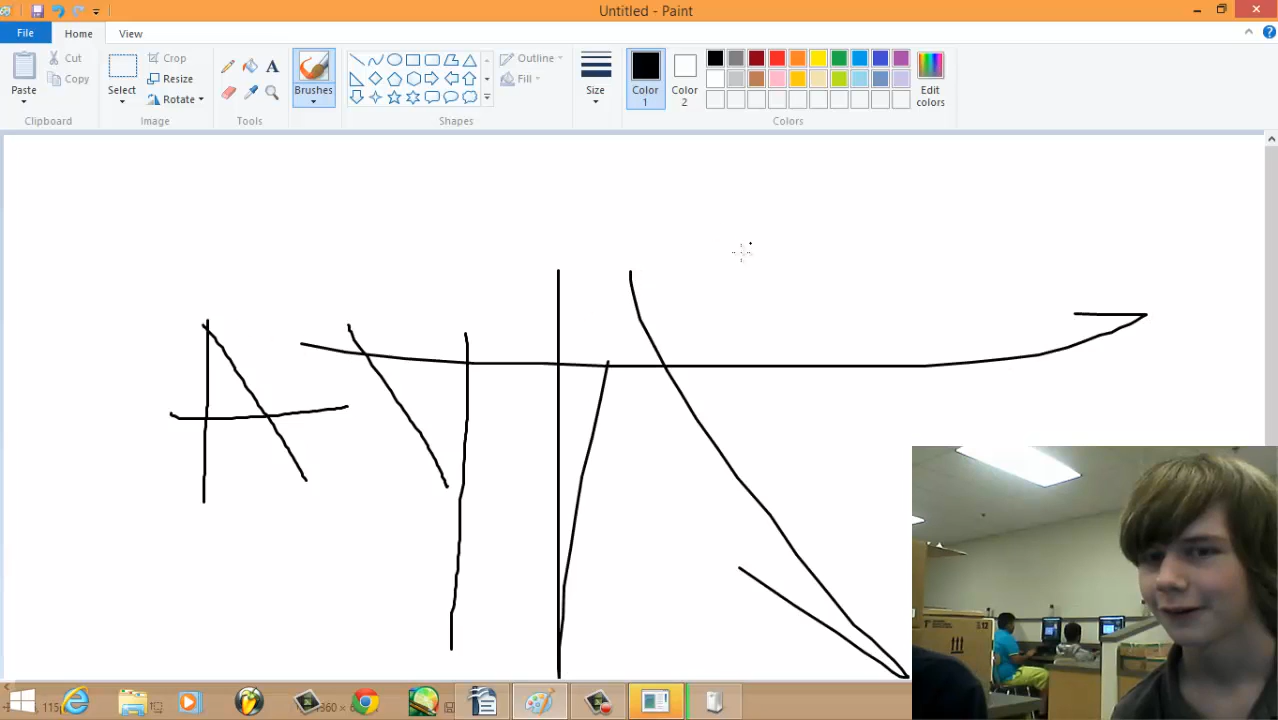 Untitled - Paint
File Home View
Paste
Cut
Copy
Clipboard
Select
Crop
Resize
Rotate
Image
A
Tools
Brushes
Outline
Fill
Shapes
Size
Color 1
Color 2
Edit colors
Colors